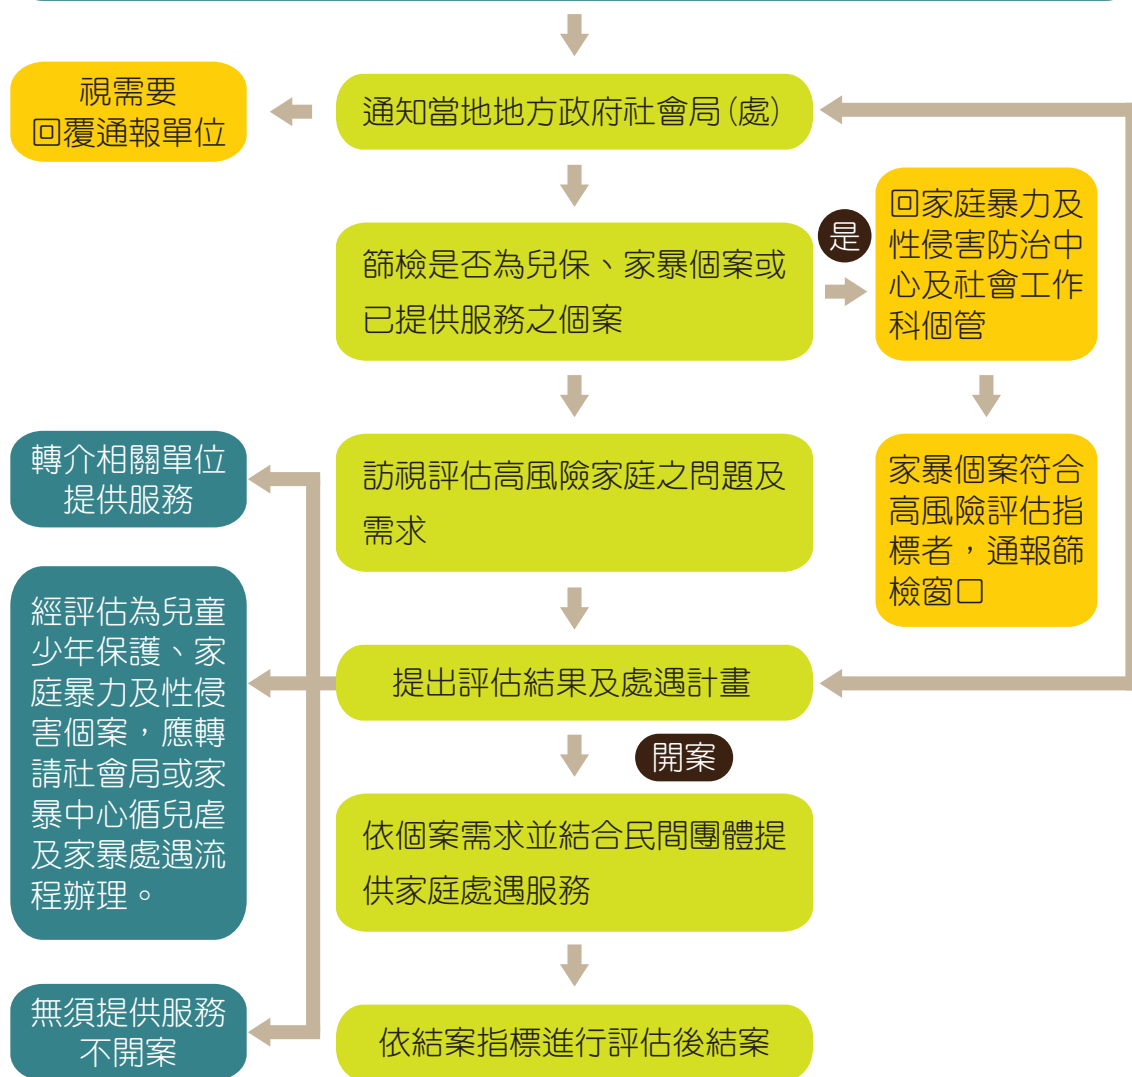 視需要
回覆通報單位
通知當地地方政府社會局(處)
篩檢是否為兒保、家暴個案或
已提供服務之個案
是
回家庭暴力及
性侵害防治中
心及社會工作
科個管
訪視評估高風險家庭之問題及
需求
家暴個案符合
高風險評估指
標者，通報篩
檢窗口
轉介相關單位
提供服務
經評估為兒童
少年保護、家
庭暴力及性侵
害個案，應轉
請社會局或家
暴中心循兒虐
及家暴處遇流
程辦理。
提出評估結果及處遇計畫
開案
依個案需求並結合民間團體提
供家庭處遇服務
無須提供服務
不開案
依結案指標進行評估後結案